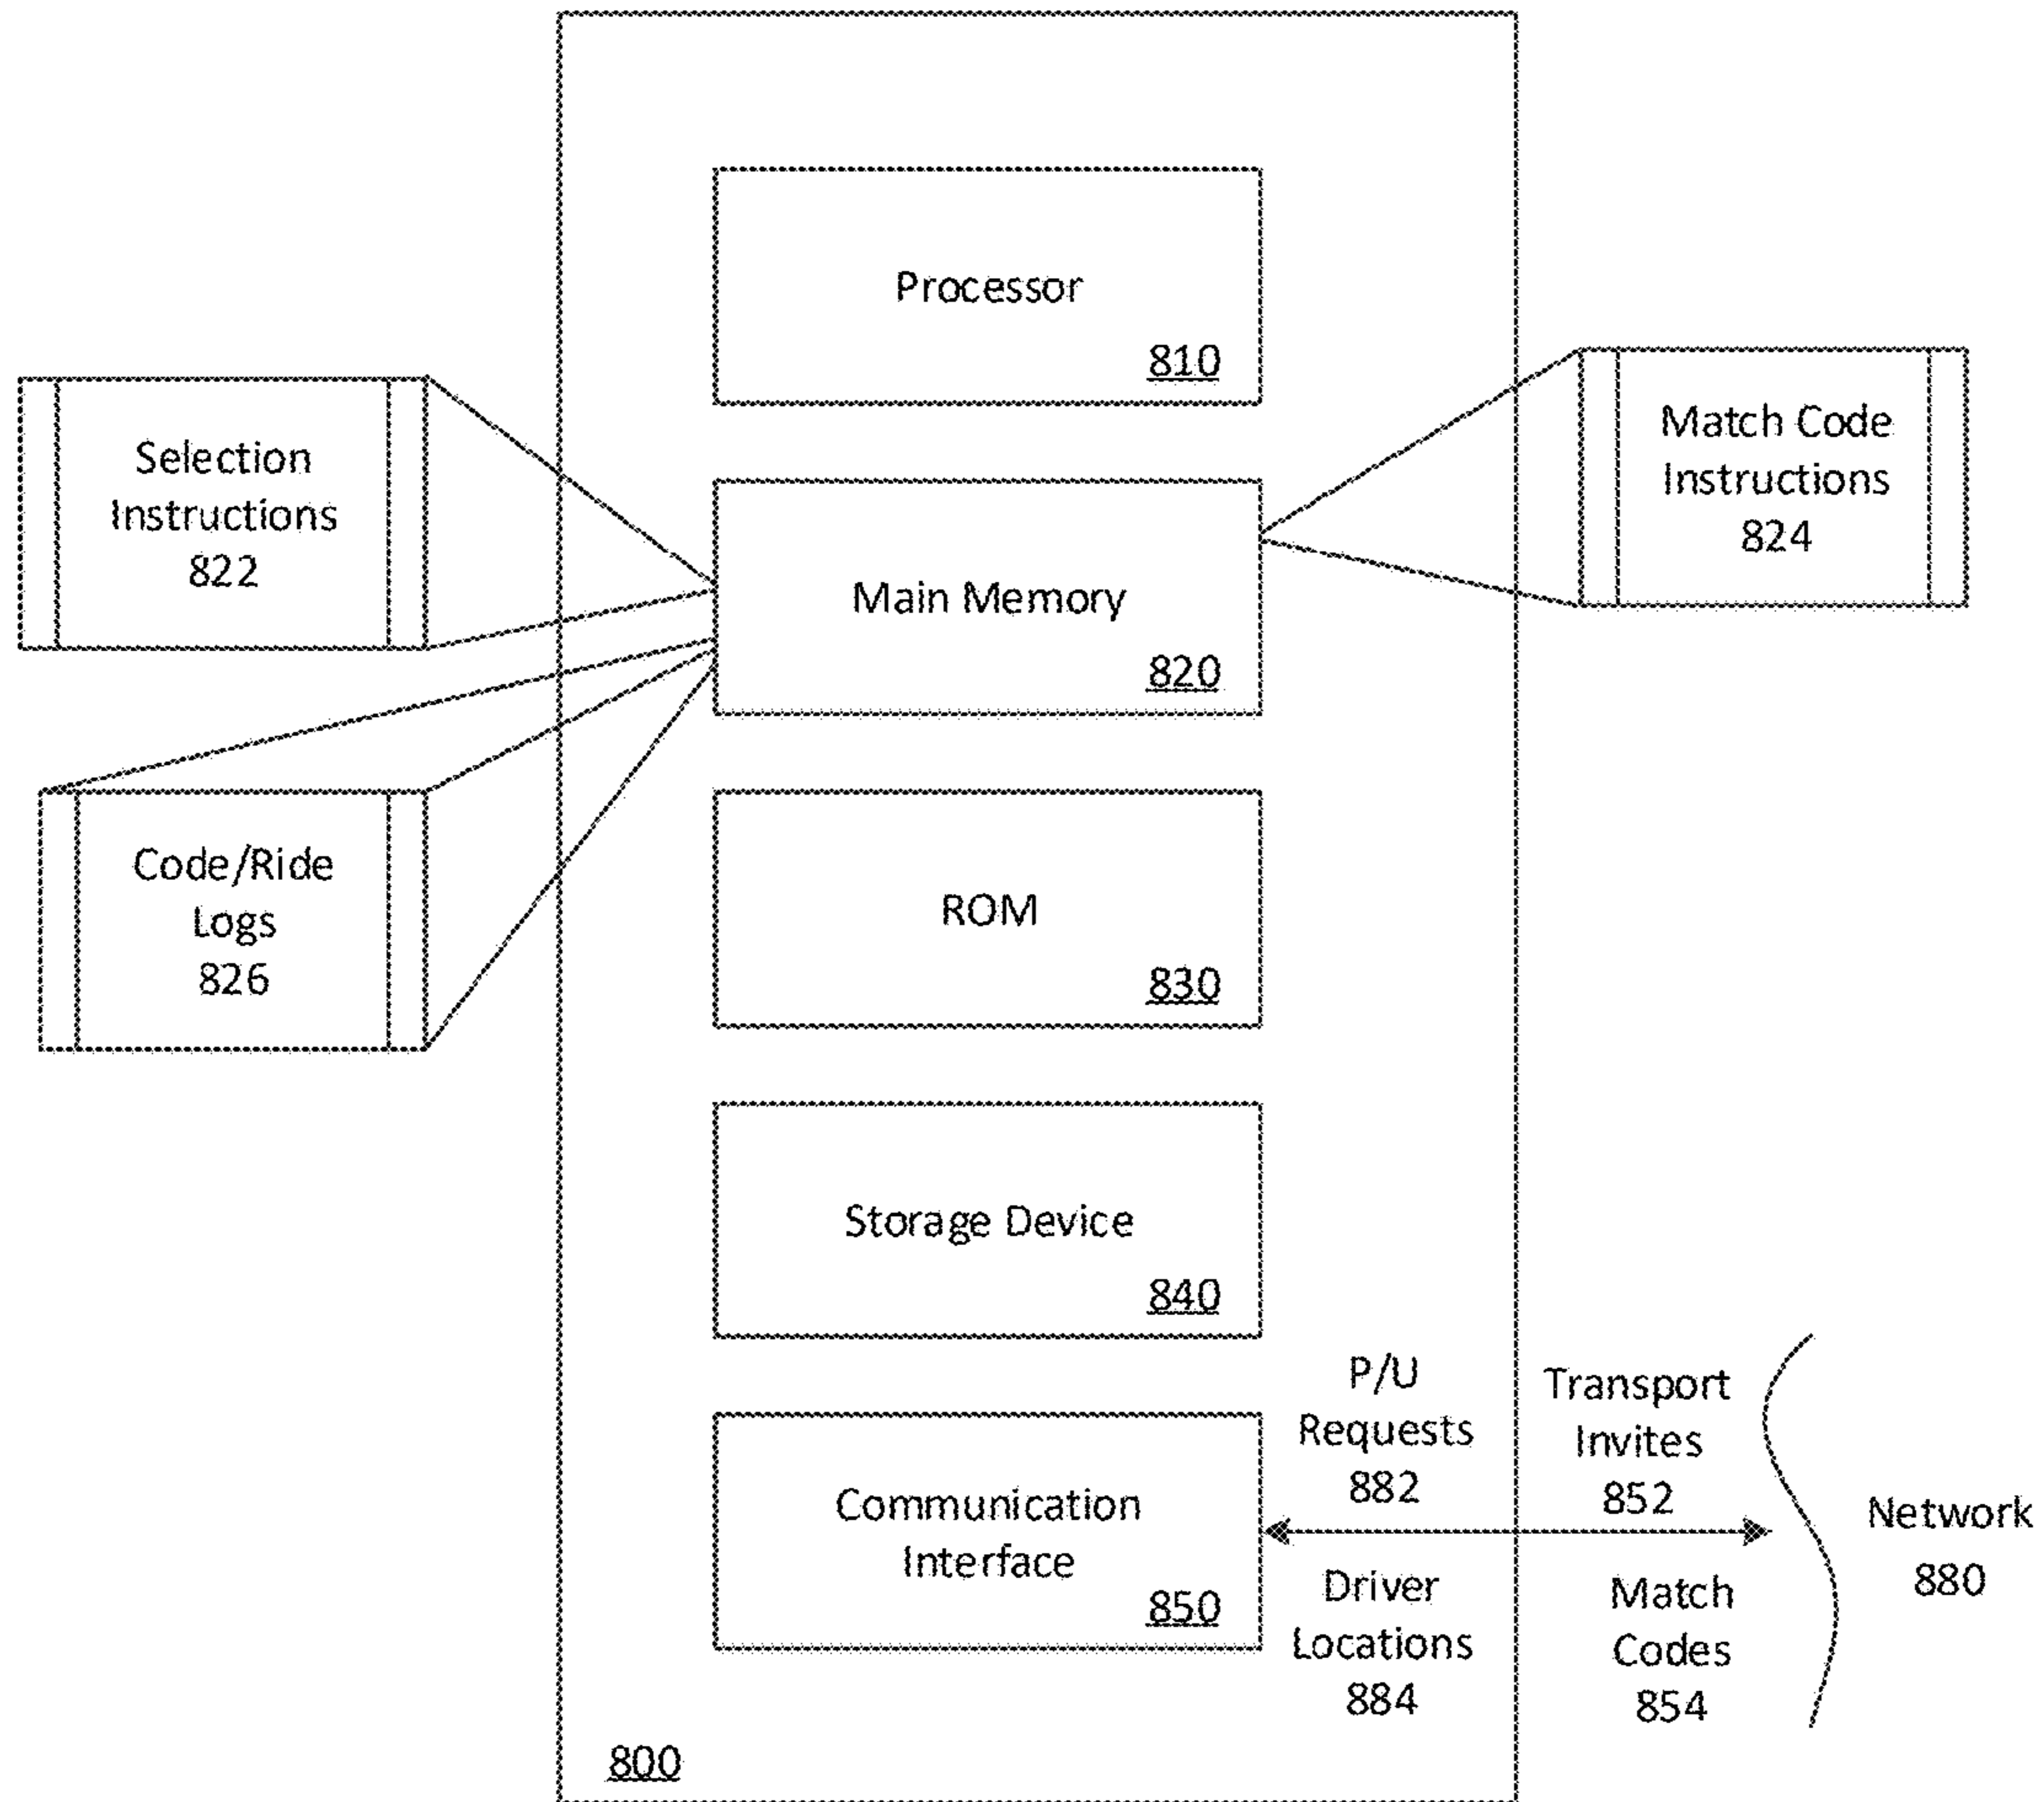 Processor
810
Selection
Instructions
822
Match Code
Instructions
824
Main Memory
820
Code/Ride
Logs
826
ROM
830
Storage Device
840
Communication
Interface
850
P/U
Requests
882
Transport
Invites
852
Driver
Locations
884
Match
Codes
854
Network
880
800